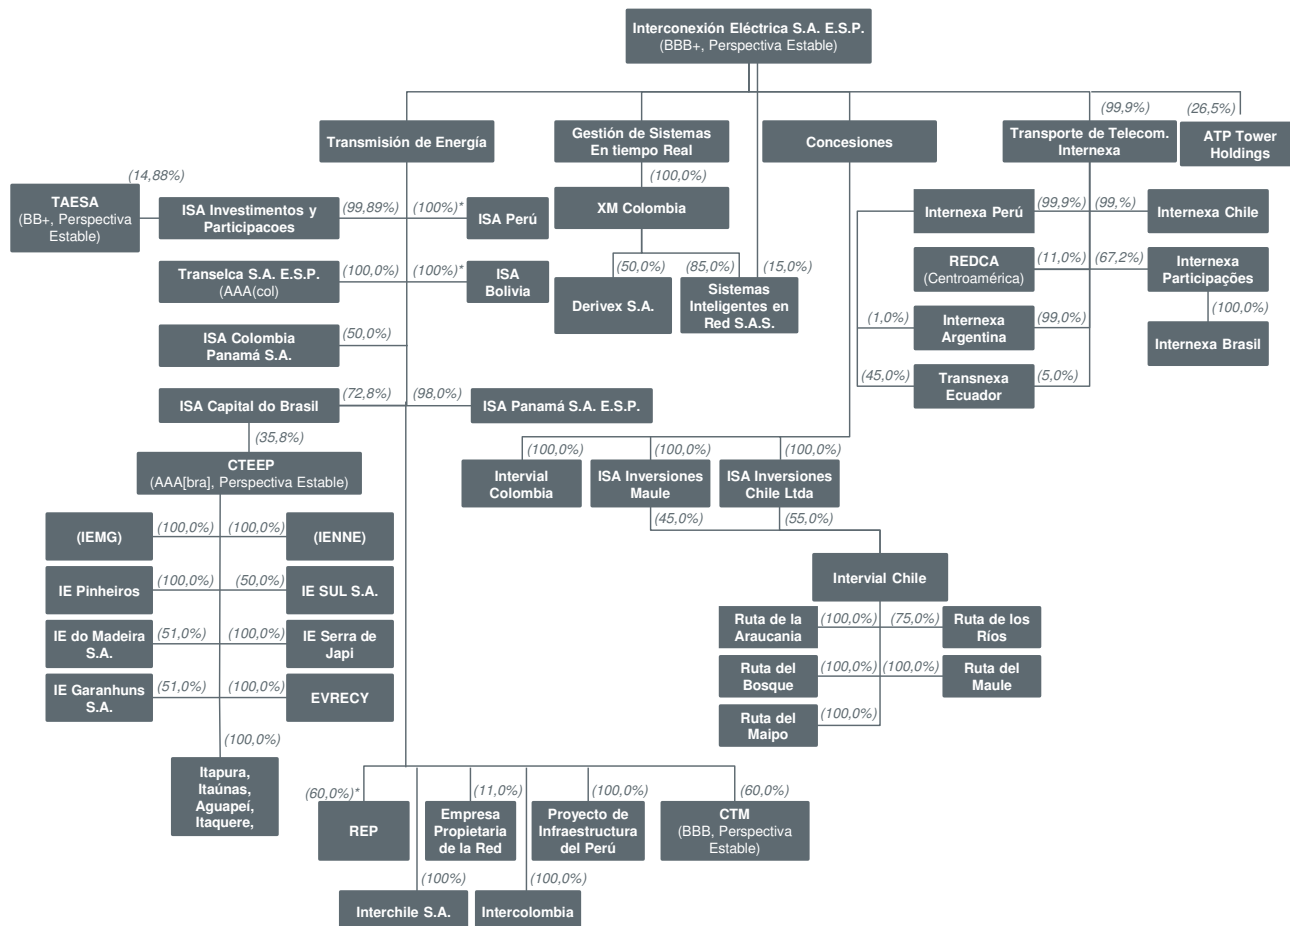 Interconexión Eléctrica S.A. E.S.P.
(BBB+, Perspectiva Estable)
(99,9%)
(26,5%)
Transmisión de Energía
Gestión de Sistemas
En tiempo Real
Concesiones
Transporte de Telecom.
Internexa
ATP Tower
Holdings
(14,88%)
TAESA
(BB+, Perspectiva
Estable)
ISA Investimentos y
Participacoes
(99,89%)
(100%)*
ISA Perú
Transelca S.A. E.S.P.
(AAA(col)
(100,0%)
(100%)*
ISA
Bolivia
ISA Colombia
Panamá S.A.
(50,0%)
ISA Capital do Brasil
(72,8%)
(98,0%)
ISA Panamá S.A. E.S.P.
(35,8%)
CTEEP
(AAA[bra], Perspectiva Estable)
(IEMG)
(100,0%)
(100,0%)
(IENNE)
IE Pinheiros
(100,0%)
(50,0%)
IE SUL S.A.
IE do Madeira
S.A.
(51,0%)
(100,0%)
IE Serra de
Japi
IE Garanhuns
S.A.
(51,0%)
(100,0%)
EVRECY
(100,0%)
Itapura,
Itaúnas,
Aguapeí,
Itaquere,
(100,0%)
XM Colombia
(50,0%)
(85,0%)
(15,0%)
Derivex S.A.
Sistemas
Inteligentes en
Red S.A.S.
Internexa Perú
(99,9%)
(99,%)
Internexa Chile
REDCA
(Centroamérica)
(11,0%)
(67,2%)
Internexa
Participações
(100,0%)
Internexa Brasil
(1,0%)
Internexa
Argentina
(99,0%)
(45,0%)
Transnexa
Ecuador
(5,0%)
(100,0%)
(100,0%)
(100,0%)
Intervial
Colombia
ISA Inversiones
Maule
ISA Inversiones
Chile Ltda
(45,0%)
(55,0%)
Intervial Chile
Ruta de la
Araucania
(100,0%)
(75,0%)
Ruta de los
Ríos
Ruta del
Bosque
(100,0%)
(100,0%)
Ruta del
Maule
Ruta del
Maipo
(100,0%)
(60,0%)*
(11,0%)
(100,0%)
(60,0%)
REP
Empresa
Propietaria
de la Red
Proyecto de
Infraestructura
del Perú
CTM
(BBB, Perspectiva
Estable)
(100%)
(100,0%)
Interchile S.A.
Intercolombia